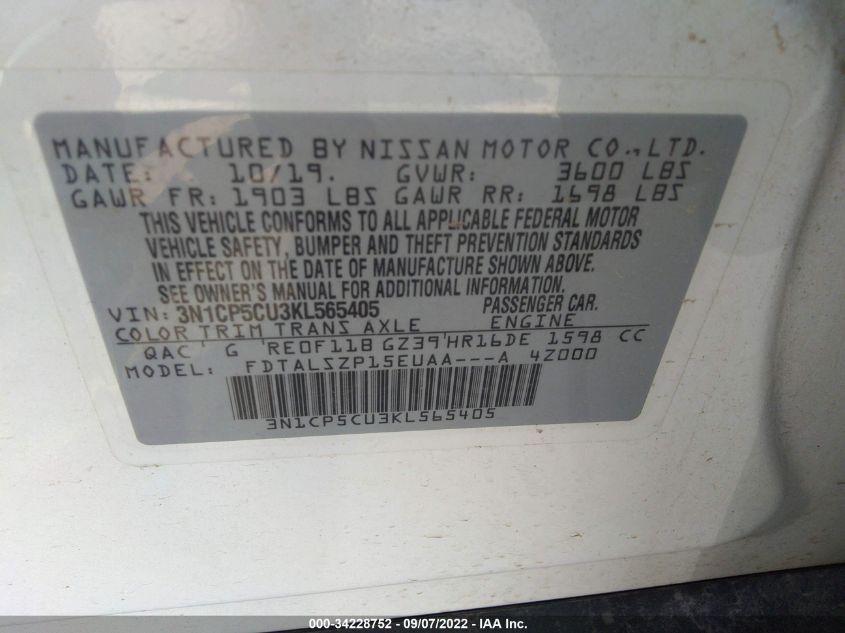 MANUFACTURED BY NISSAN MOTOR CO., LTD.
DATE: 10/19. GVWR: 3600 LBS
GAWR FR: 1903 LBS GAWR RR: 1698 LBS
THIS VEHICLE CONFORMS TO ALL APPLICABLE FEDERAL MOTOR
VEHICLE SAFETY, BUMPER AND THEFT PREVENTION STANDARDS
IN EFFECT ON THE DATE OF MANUFACTURE SHOWN ABOVE.
SEE OWNER'S MANUAL FOR ADDITIONAL INFORMATION.
VIN: 3N1CP5CU3KL565405 PASSENGER CAR.
COLOR TRIM TRANS AXLE ENGINE
QAC' G 'RE0F11B GZ39'HR16DE 1598 CC
MODEL: FDTALSZP15EUAA---A 4Z000
3N1CP5CU3KL565405
000-34228752 - 09/07/2022 - IAA Inc.